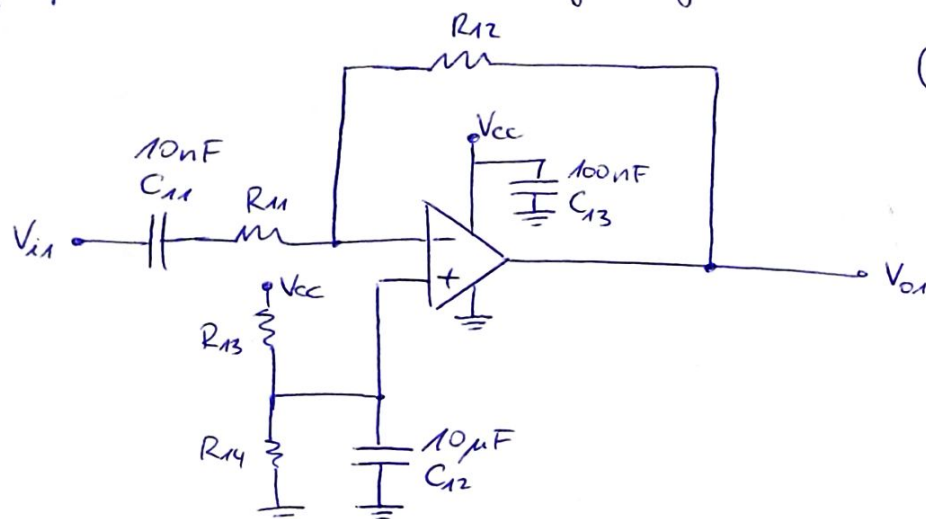 R12
(
Vcc
10nF
C11
100nF
C13
R11
Vi1
−
+
Vo1
Vcc
R13
R14
10µF
C12